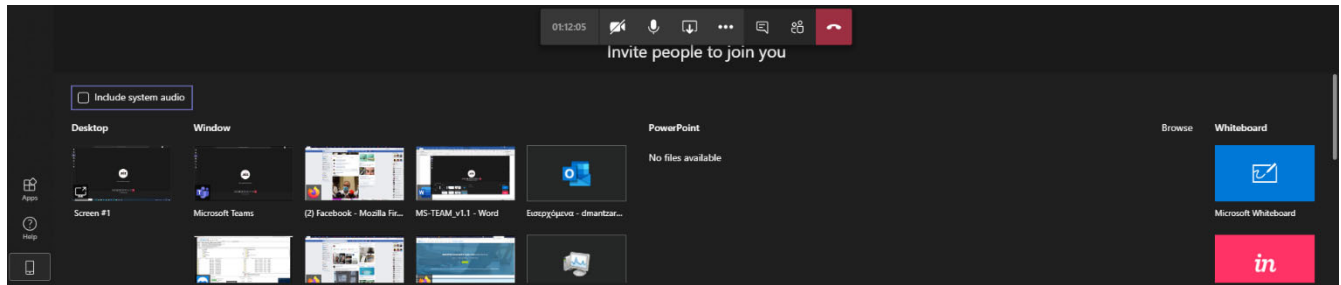 01:12:05
Invite people to join you
Include system audio
Desktop
Window
PowerPoint
Browse
Whiteboard
No files available
Apps
Screen #1
Microsoft Teams
(2) Facebook - Mozilla Fir...
MS-TEAM_v1.1 - Word
Εισερχόμενα - dmantzar...
Microsoft Whiteboard
Help
in